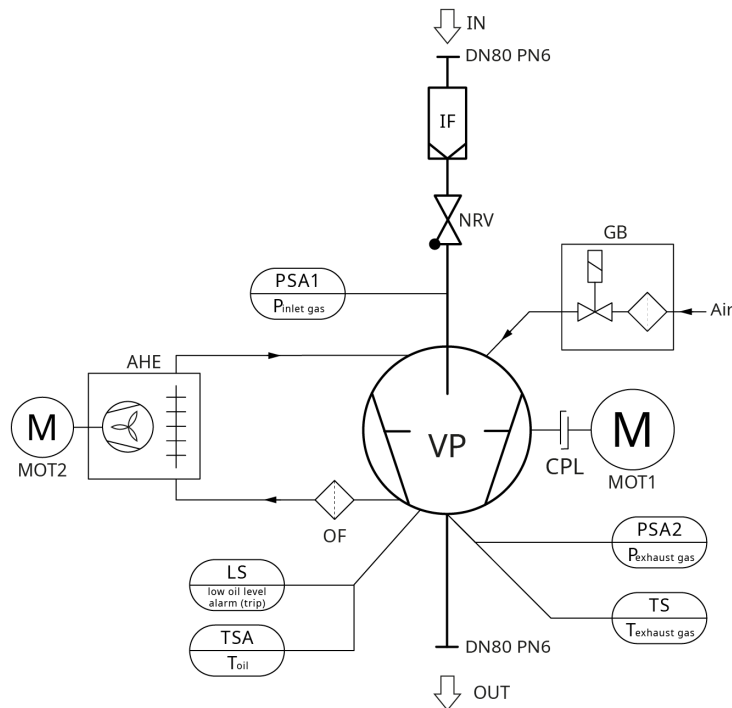 IN
DN80 PN6
IF
NRV
GB
PSA1
Pinlet gas
Air
AHE
M
MOT2
VP
CPL
M
MOT1
OF
PSA2
Pexhaust gas
LS
low oil level
alarm (trip)
TS
Texhaust gas
TSA
Toil
DN80 PN6
OUT